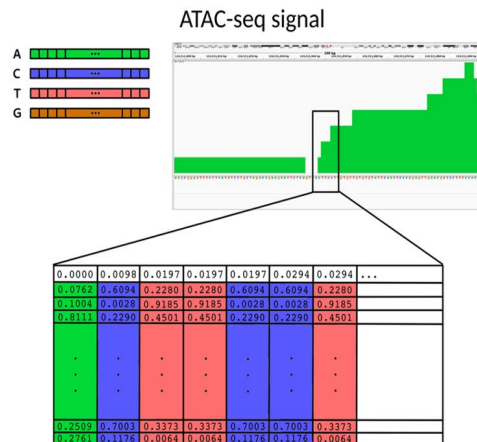 ATAC-seq signal
A ...
C ...
T ...
G ...
0.0000 0.0098 0.0197 0.0197 0.0197 0.0294 0.0294 ...
0.0762 0.6094 0.2280 0.2280 0.6094 0.6094 0.2280
0.1004 0.0028 0.9185 0.9185 0.0028 0.0028 0.9185
0.8111 0.2290 0.4501 0.4501 0.2290 0.2290 0.4501
0.2509 0.7003 0.3373 0.3373 0.7003 0.7003 0.3373
0.2761 0.1176 0.0064 0.0064 0.1176 0.1176 0.0064